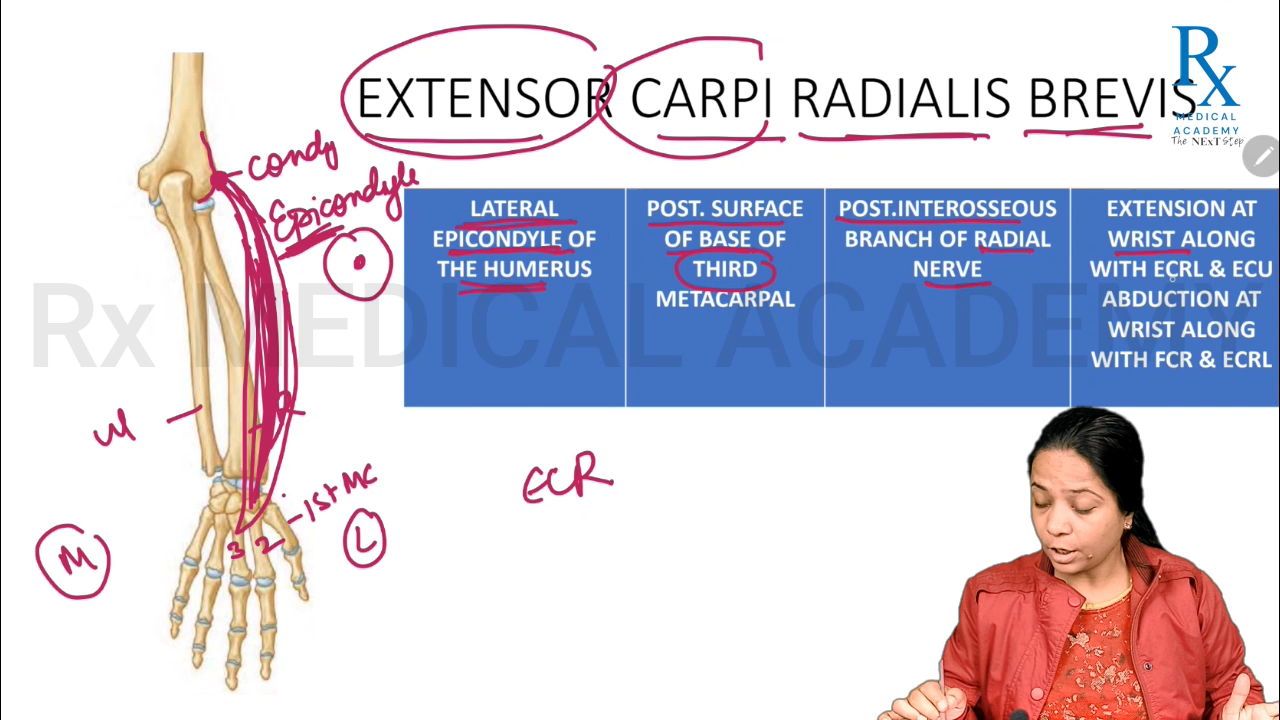 EXTENSOR CARPI RADIALIS BREVIS
Rx
MEDICAL
ACADEMY
The NExT Step
Condy
Epicondyle
LATERAL
EPICONDYLE OF
THE HUMERUS
POST. SURFACE
OF BASE OF
THIRD
METACARPAL
POST.INTEROSSEOUS
BRANCH OF RADIAL
NERVE
EXTENSION AT
WRIST ALONG
WITH ECRL & ECU
ABDUCTION AT
WRIST ALONG
WITH FCR & ECRL
Rx MEDICAL ACADEMY
ECR
1st MC
3 2
L
M